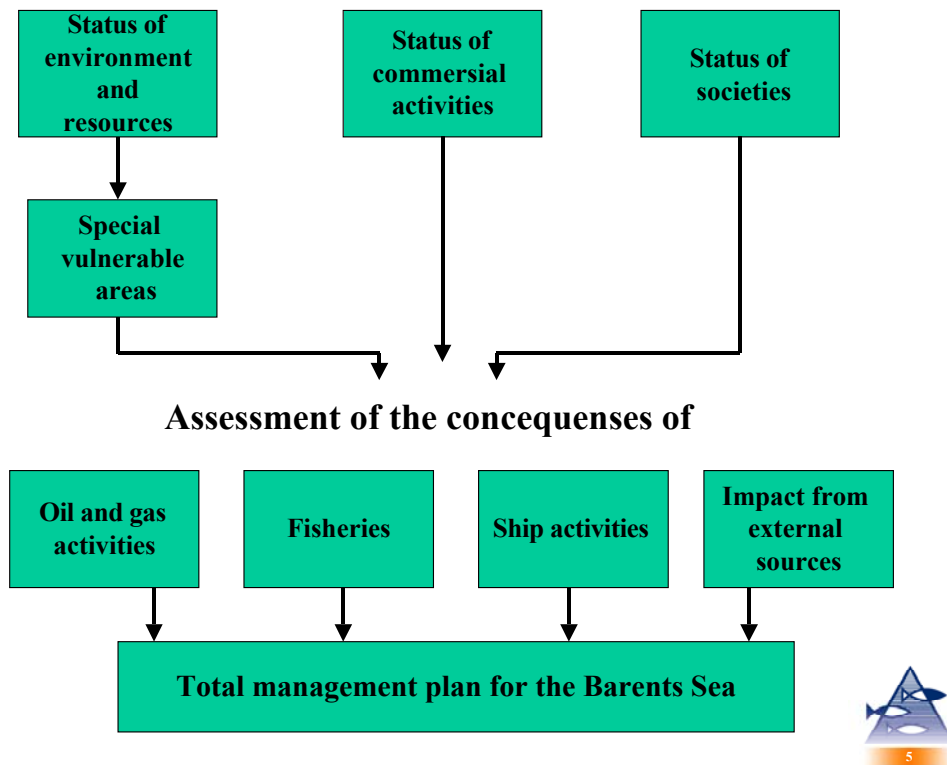 Status of
environment
and
resources
Status of
commersial
activities
Status of
societies
Special
vulnerable
areas
Assessment of the concequenses of
Oil and gas
activities
Fisheries
Ship activities
Impact from
external
sources
Total management plan for the Barents Sea
5